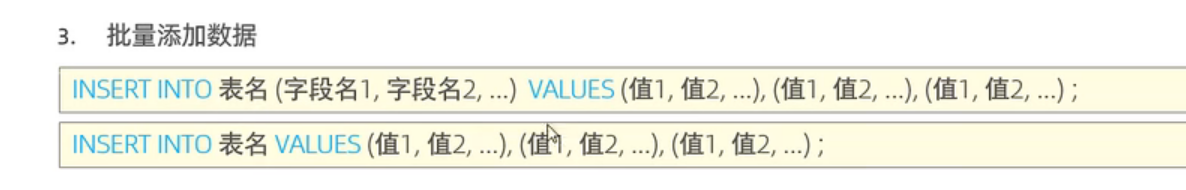 3. 批量添加数据
INSERT INTO 表名 (字段名1, 字段名2, ...) VALUES (值1, 值2, ...), (值1, 值2, ...), (值1, 值2, ...) ;
INSERT INTO 表名 VALUES (值1, 值2, ...), (值1, 值2, ...), (值1, 值2, ...) ;